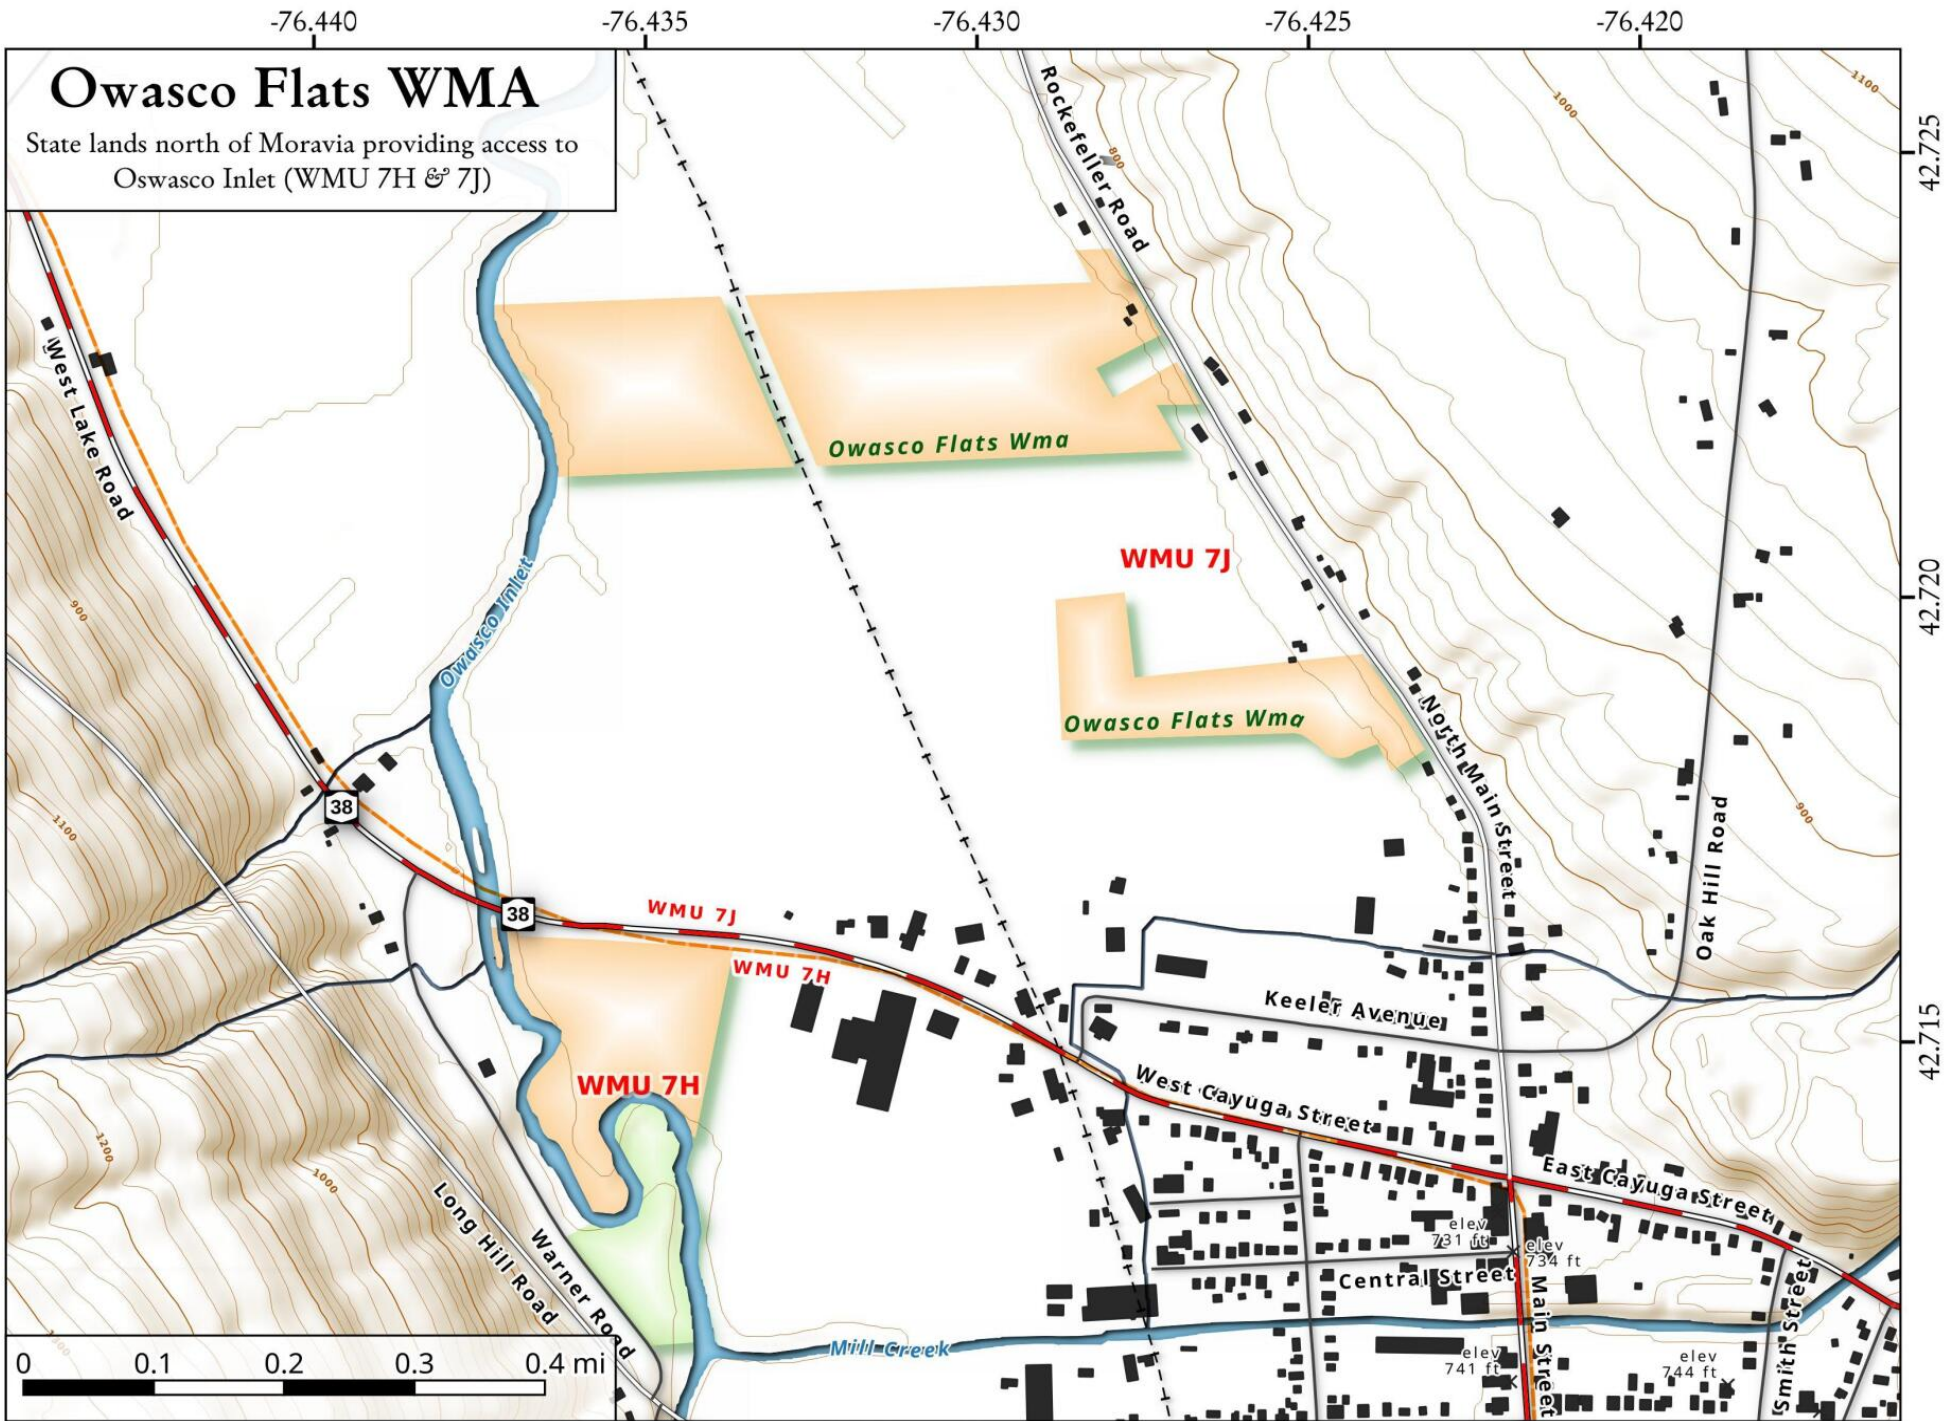 -76.440
-76.435
-76.430
-76.425
-76.420
Owasco Flats WMA
State lands north of Moravia providing access to
Oswasco Inlet (WMU 7H & 7J)
Rockefeller Road
800
1000
1100
42.725
West Lake Road
Owasco Flats Wma
WMU 7J
Owasco Inlet
900
42.720
Owasco Flats Wma
North Main Street
38
1100
900
Oak Hill Road
38
WMU 7J
WMU 7H
Keeler Avenue
42.715
WMU 7H
West Cayuga Street
1200
1000
East Cayuga Street
Long Hill Road
Warner Road
elev
731 ft
elev
734 ft
Central Street
Main Street
Smith Street
Mill Creek
elev
741 ft
elev
744 ft
0 0.1 0.2 0.3 0.4 mi